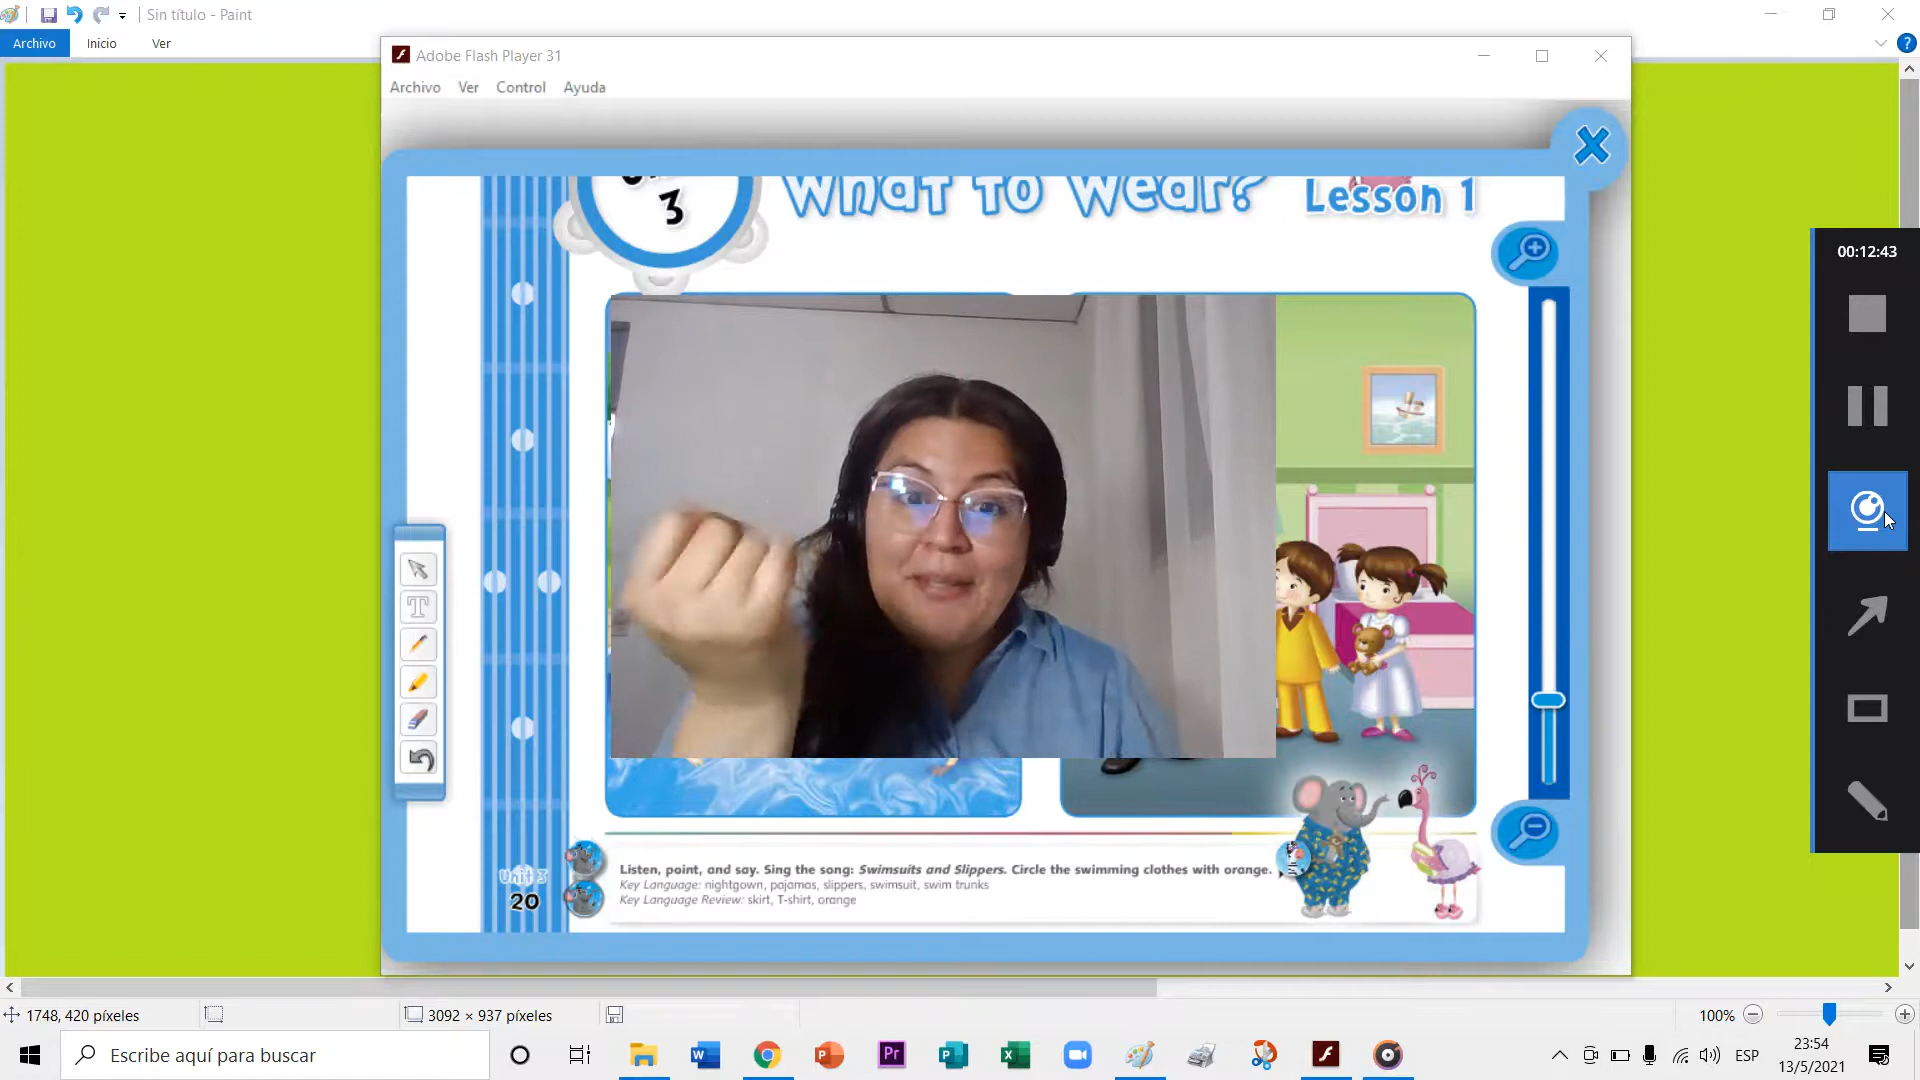 Sin título - Paint
Archivo Inicio Ver
Adobe Flash Player 31
Archivo Ver Control Ayuda
3
What to Wear?
Lesson 1
00:12:43
Listen, point, and say. Sing the song: Swimsuits and Slippers. Circle the swimming clothes with orange.
Key Language: nightgown, pajamas, slippers, swimsuit, swim trunks
Key Language Review: skirt, T-shirt, orange
Unit 3
20
1748, 420 píxeles
3092 × 937 píxeles
100%
Escribe aquí para buscar
ESP
23:54
13/5/2021